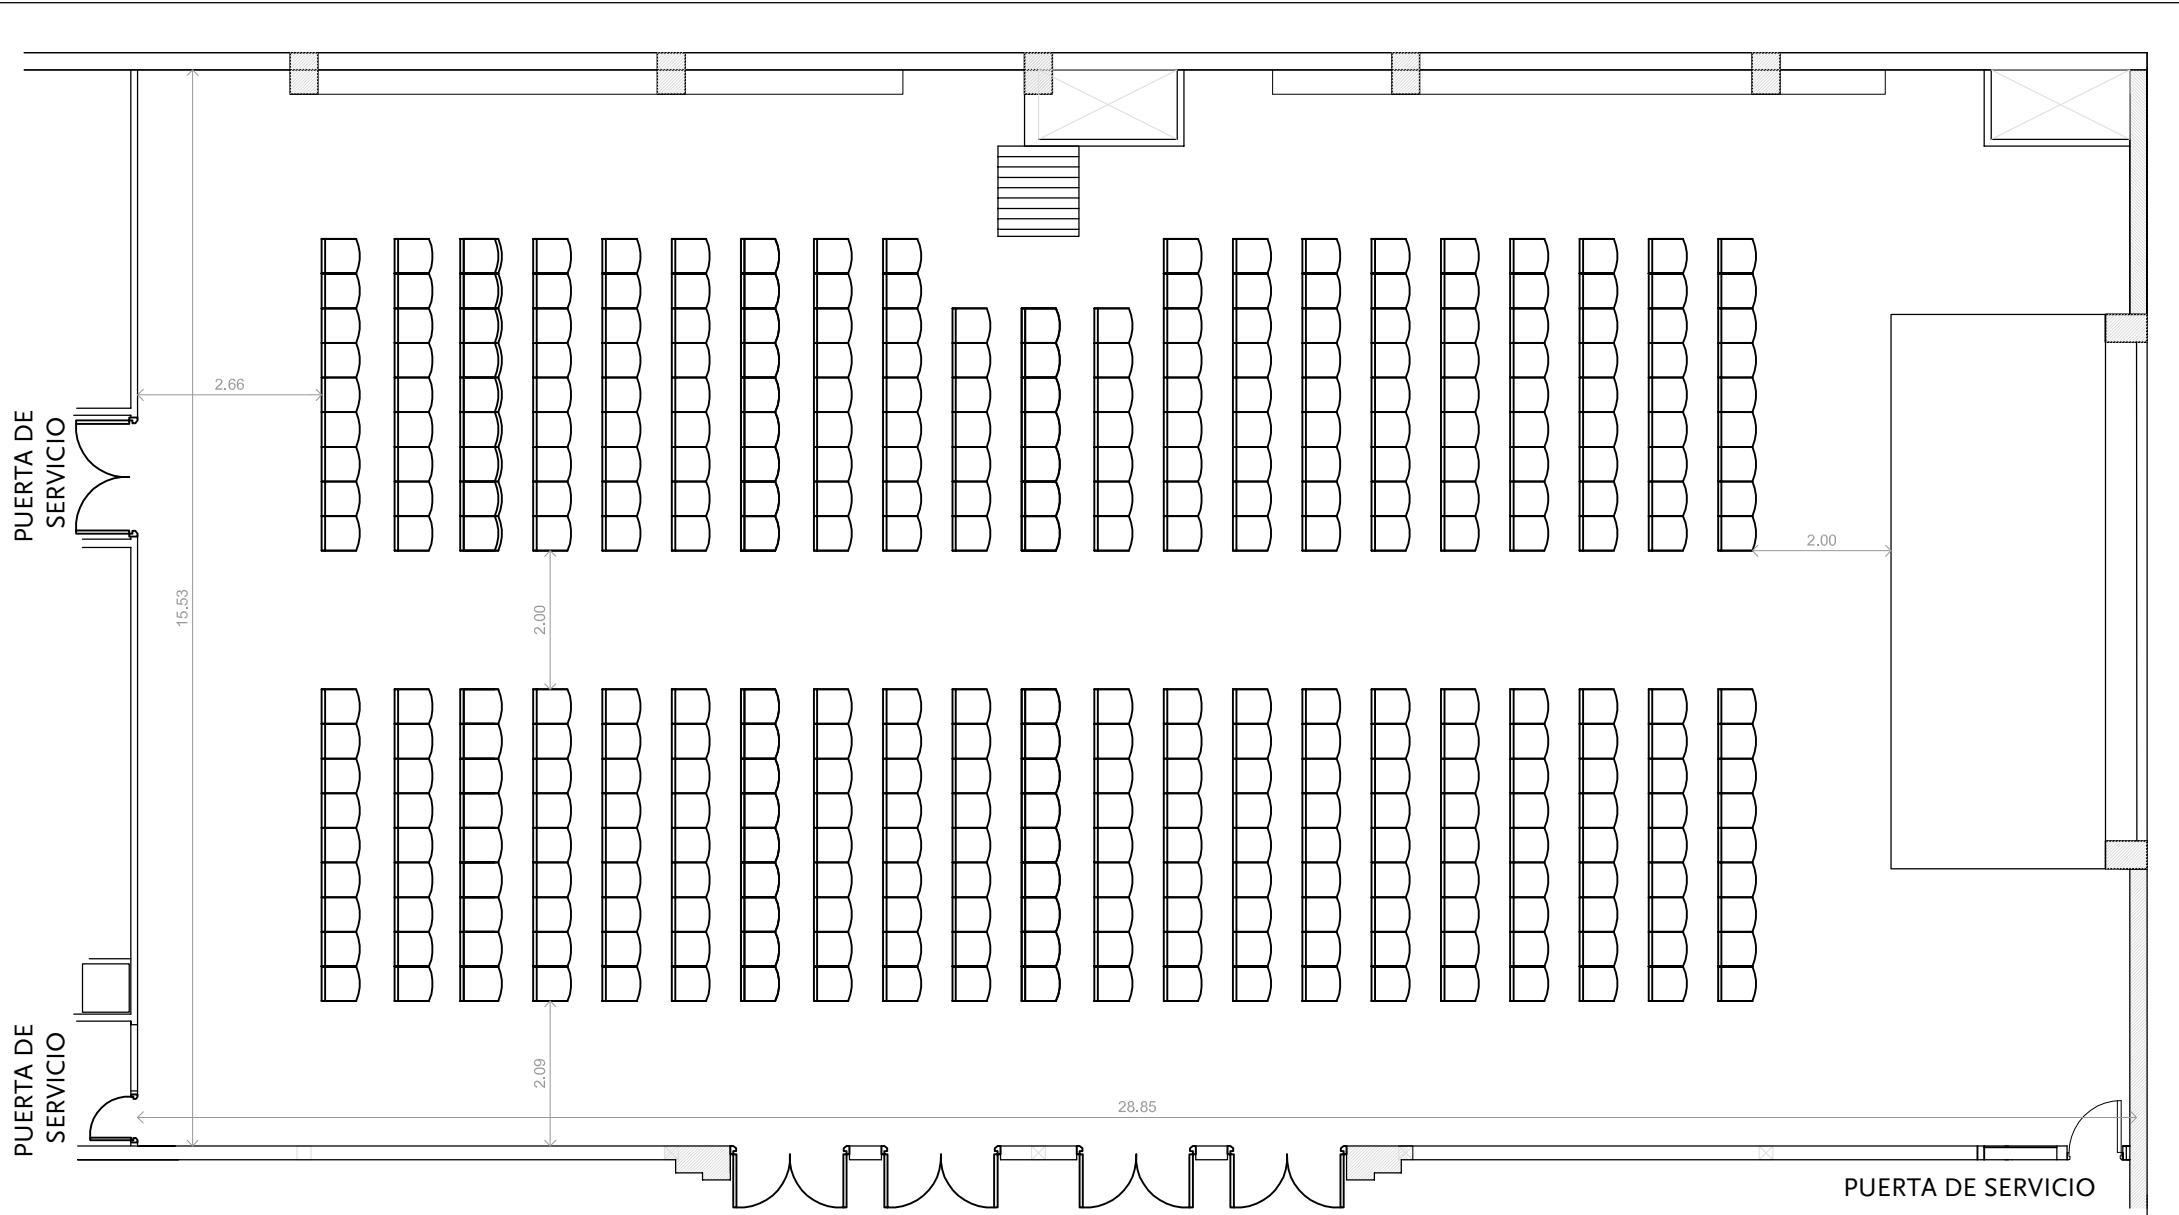 2.66
PUERTA DE
SERVICIO
2.00
15.53
2.00
PUERTA DE
SERVICIO
2.09
28.85
PUERTA DE SERVICIO